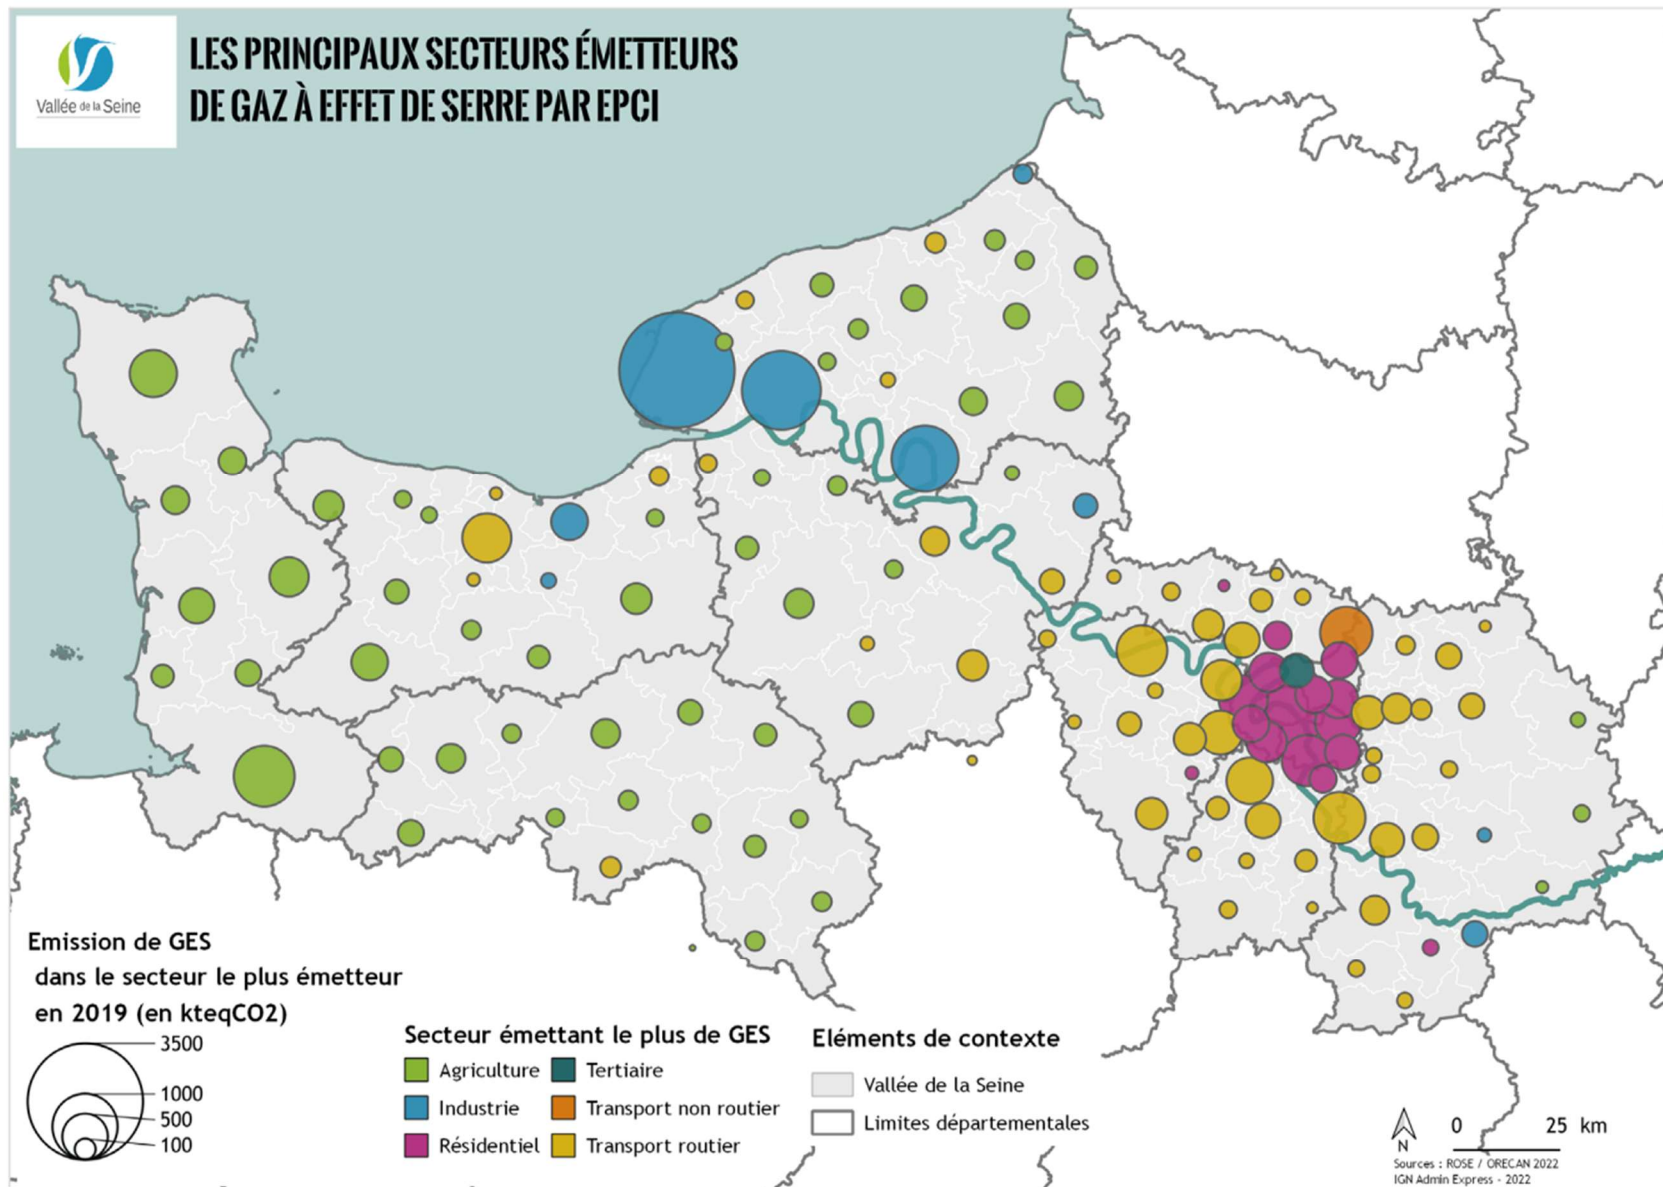 Vallée de la Seine
LES PRINCIPAUX SECTEURS ÉMETTEURS
DE GAZ À EFFET DE SERRE PAR EPCI
Emission de GES
dans le secteur le plus émetteur
en 2019 (en kteqCO2)
3500
1000
500
100
Secteur émettant le plus de GES
Agriculture
Industrie
Résidentiel
Tertiaire
Transport non routier
Transport routier
Eléments de contexte
Vallée de la Seine
Limites départementales
N
0 25 km
Sources : ROSE / ORECAN 2022
IGN Admin Express - 2022